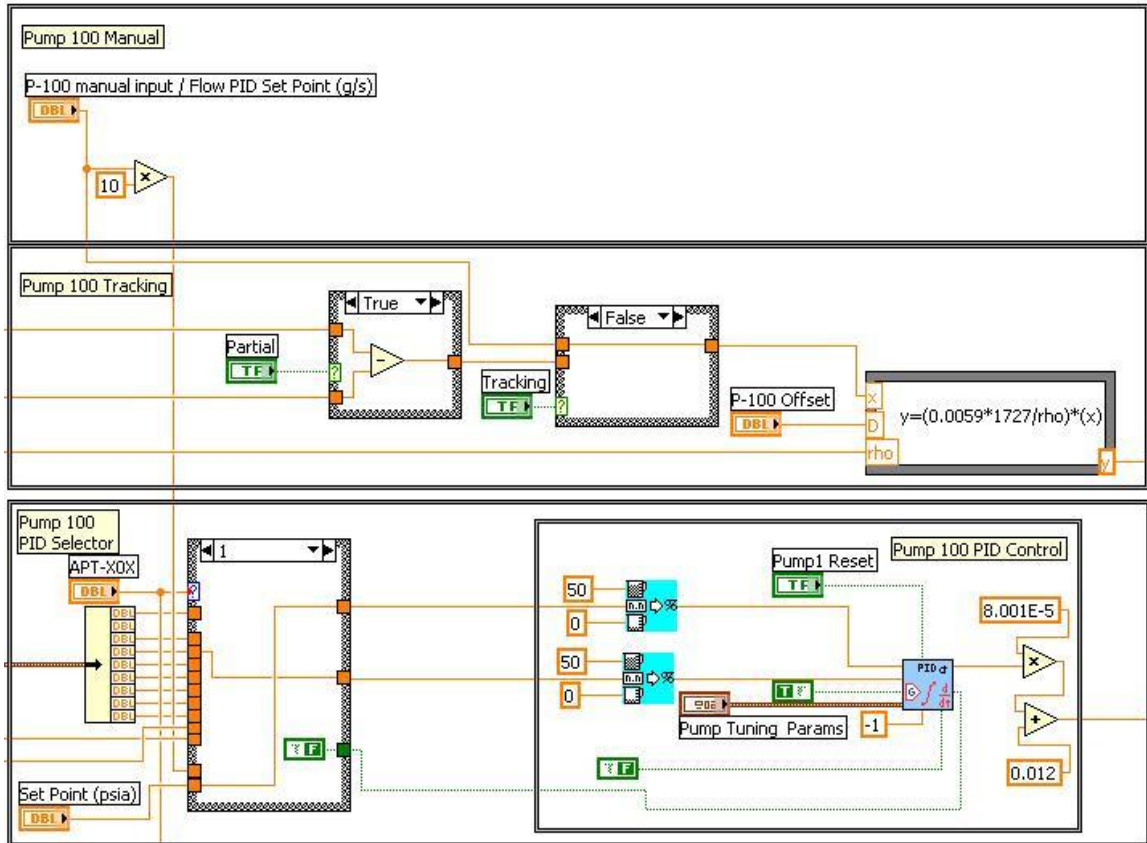 Pump 100 Manual
P-100 manual input / Flow PID Set Point (g/s)
DBL
10
×
Pump 100 Tracking
True
False
Partial
TF
?
−
Tracking
TF
?
P-100 Offset
DBL
x
D
rho
y=(0.0059*1727/rho)*(x)
y
Pump 100
PID Selector
APT-X0X
DBL
1
?
DBL
DBL
DBL
DBL
DBL
DBL
DBL
DBL
DBL
Set Point (psia)
DBL
F
Pump 100 PID Control
Pump1 Reset
TF
50
n.n
%
0
50
n.n
%
0
8.001E-5
×
+
0.012
PID
G
∫ d/dt
T
Pump Tuning Params
-1
F